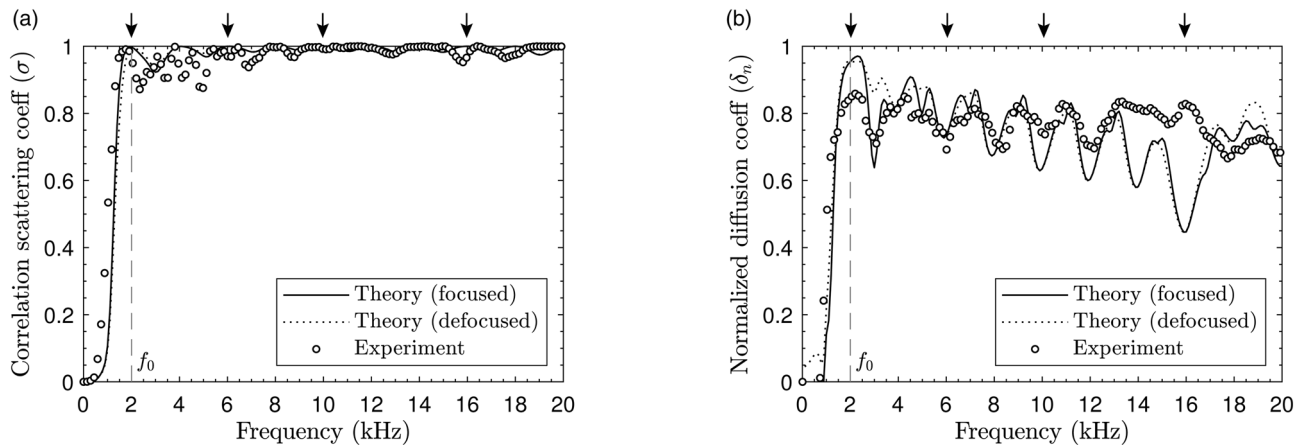 (a)
Correlation scattering coeff (σ)
1
0.8
0.6
0.4
0.2
0
f₀
Theory (focused)
Theory (defocused)
Experiment
0 2 4 6 8 10 12 14 16 18 20
Frequency (kHz)
(b)
Normalized diffusion coeff (δₙ)
1
0.8
0.6
0.4
0.2
0
f₀
Theory (focused)
Theory (defocused)
Experiment
0 2 4 6 8 10 12 14 16 18 20
Frequency (kHz)